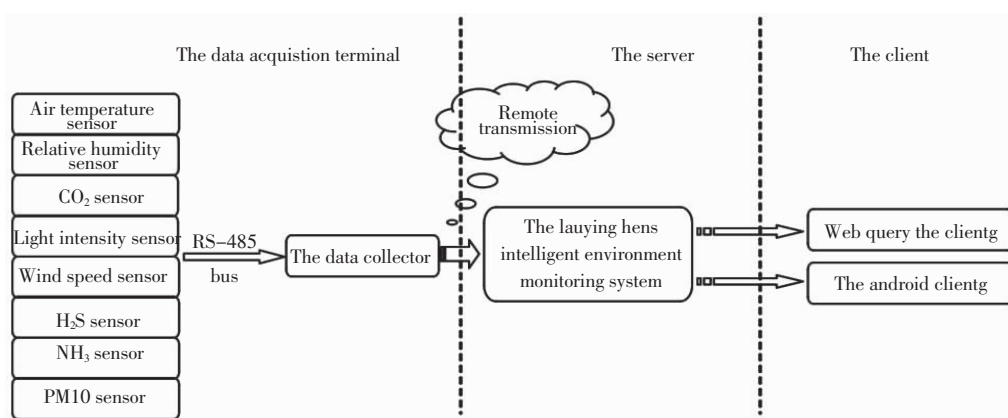 The data acquistion terminal
The server
The client
Air temperature
sensor
Relative humidity
sensor
CO₂ sensor
Light intensity sensor
Wind speed sensor
H₂S sensor
NH₃ sensor
PM10 sensor
RS-485
bus
The data collector
Remote
transmission
The lauying hens
intelligent environment
monitoring system
Web query the clientg
The android clientg